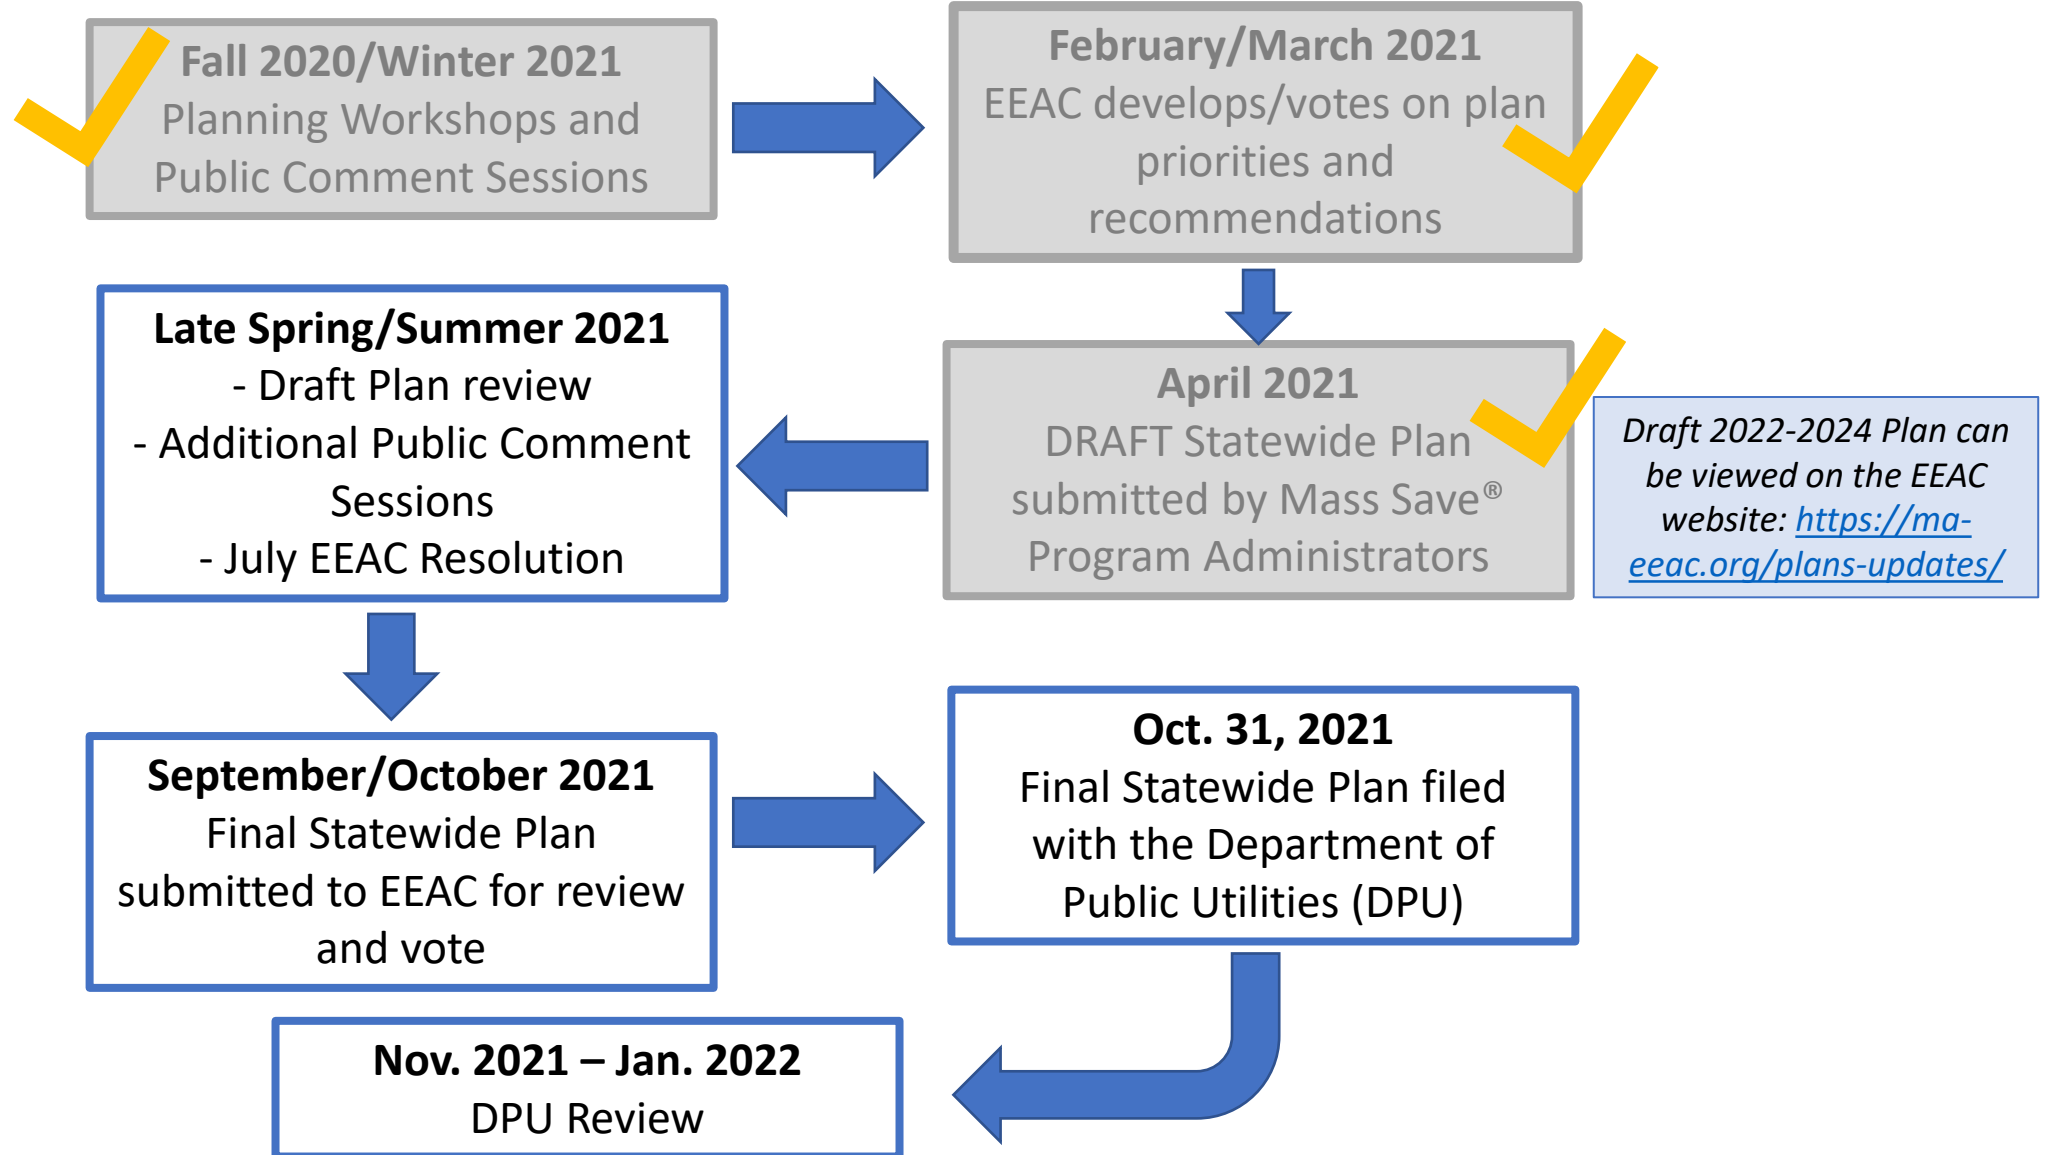 Fall 2020/Winter 2021
Planning Workshops and
Public Comment Sessions
February/March 2021
EEAC develops/votes on plan
priorities and
recommendations
April 2021
DRAFT Statewide Plan
submitted by Mass Save®
Program Administrators
Draft 2022-2024 Plan can
be viewed on the EEAC
website: https://ma-
eeac.org/plans-updates/
Late Spring/Summer 2021
- Draft Plan review
- Additional Public Comment
Sessions
- July EEAC Resolution
September/October 2021
Final Statewide Plan
submitted to EEAC for review
and vote
Oct. 31, 2021
Final Statewide Plan filed
with the Department of
Public Utilities (DPU)
Nov. 2021 – Jan. 2022
DPU Review